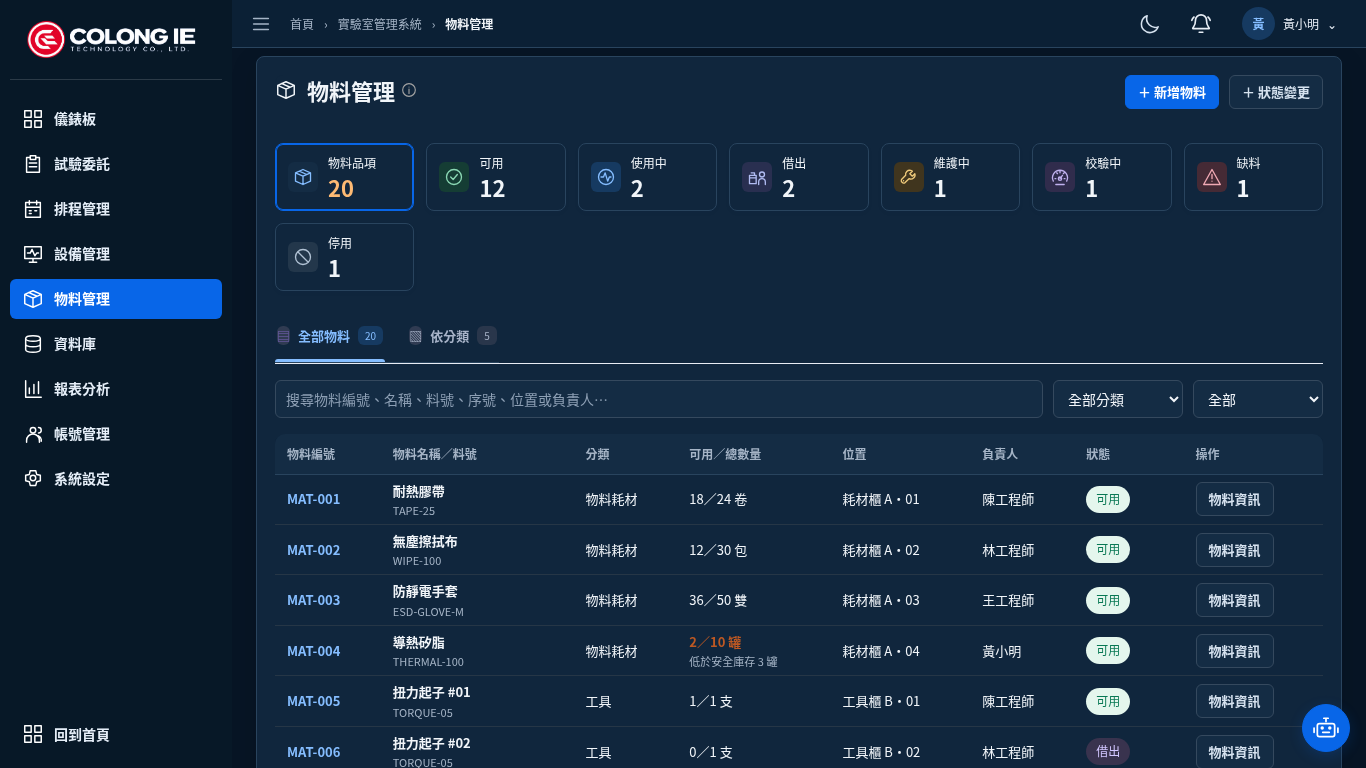 COLONG IE
TECHNOLOGY CO., LTD.
首頁 › 實驗室管理系統 › 物料管理
黃 黃小明
儀錶板
試驗委託
排程管理
設備管理
物料管理
資料庫
報表分析
帳號管理
系統設定
回到首頁
物料管理
+ 新增物料
+ 狀態變更
物料品項
20
可用
12
使用中
2
借出
2
維護中
1
校驗中
1
缺料
1
停用
1
全部物料 20
依分類 5
搜尋物料編號、名稱、料號、序號、位置或負責人…
全部分類
全部
物料編號 物料名稱／料號 分類 可用／總數量 位置 負責人 狀態 操作
MAT-001 耐熱膠帶 物料耗材 18／24 卷 耗材櫃 A・01 陳工程師 可用 物料資訊
TAPE-25
MAT-002 無塵擦拭布 物料耗材 12／30 包 耗材櫃 A・02 林工程師 可用 物料資訊
WIPE-100
MAT-003 防靜電手套 物料耗材 36／50 雙 耗材櫃 A・03 王工程師 可用 物料資訊
ESD-GLOVE-M
MAT-004 導熱矽脂 物料耗材 2／10 罐 耗材櫃 A・04 黃小明 可用 物料資訊
THERMAL-100 低於安全庫存 3 罐
MAT-005 扭力起子 #01 工具 1／1 支 工具櫃 B・01 陳工程師 可用 物料資訊
TORQUE-05
MAT-006 扭力起子 #02 工具 0／1 支 工具櫃 B・02 林工程師 借出 物料資訊
TORQUE-05